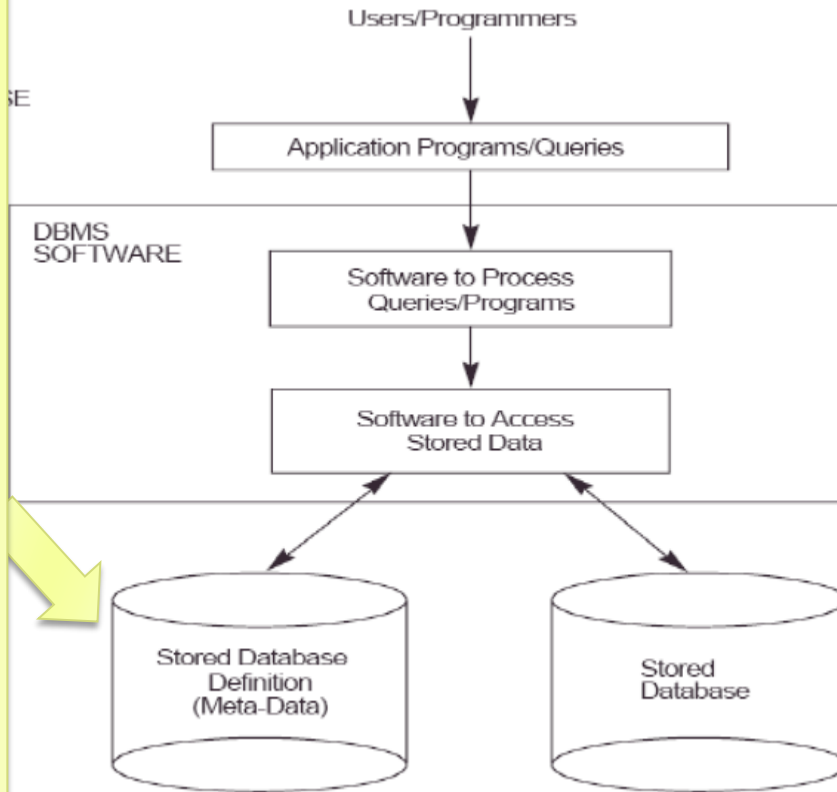 Users/Programmers
SE
Application Programs/Queries
DBMS
SOFTWARE
Software to Process
Queries/Programs
Software to Access
Stored Data
Stored Database
Definition
(Meta-Data)
Stored
Database